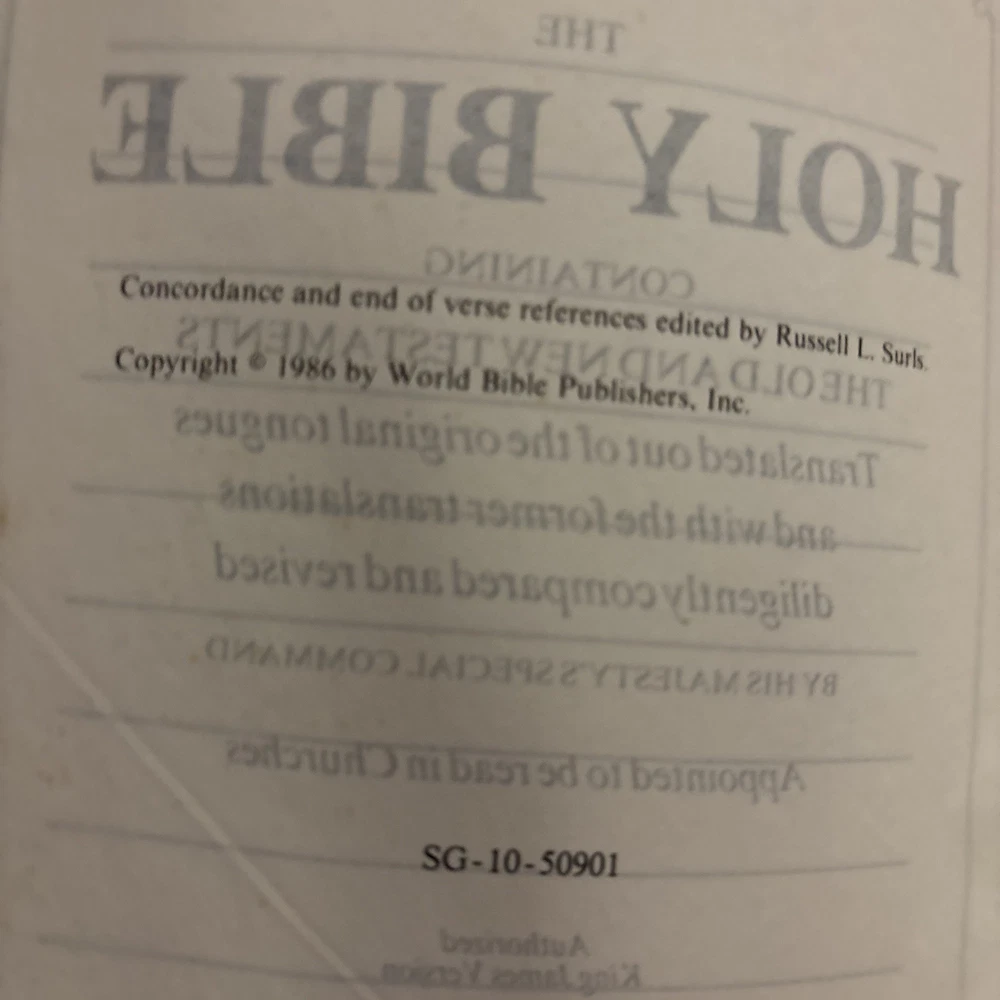 THE
HOLY BIBLE
CONTAINING
Concordance and end of verse references edited by Russell L. Surls.
THE OLD AND NEW TESTAMENTS
Copyright © 1986 by World Bible Publishers, Inc.
Translated out of the original tongues
and with the former translations
diligently compared and revised
BY HIS MAJESTY'S SPECIAL COMMAND
Appointed to be read in Churches
SG-10-50901
Authorized
King James Version